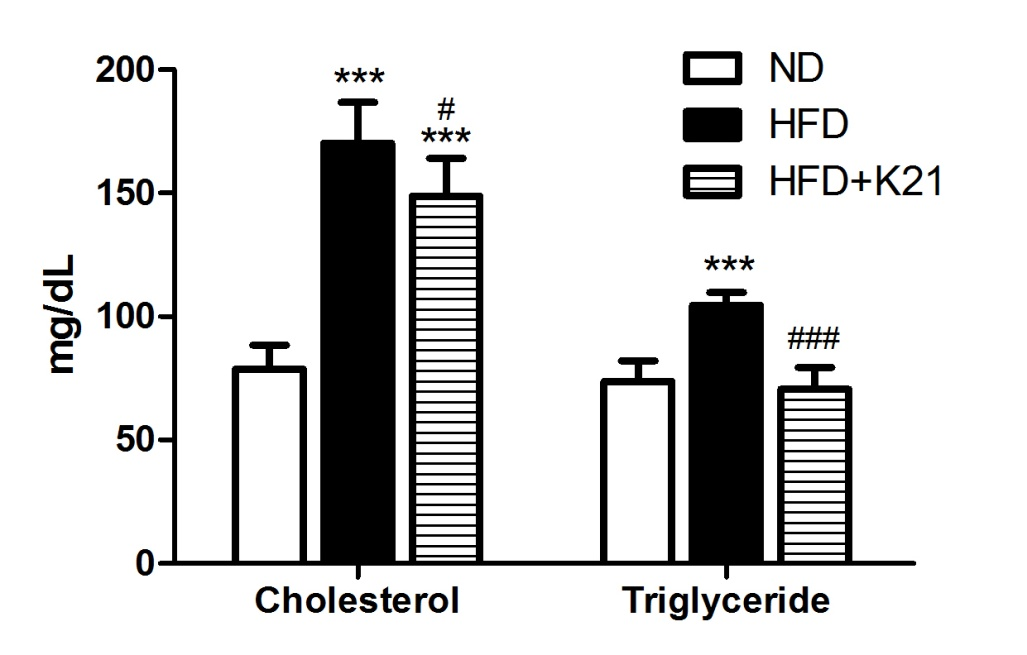 200
150
100
50
0
mg/dL
***
#
***
***
###
ND
HFD
HFD+K21
Cholesterol
Triglyceride